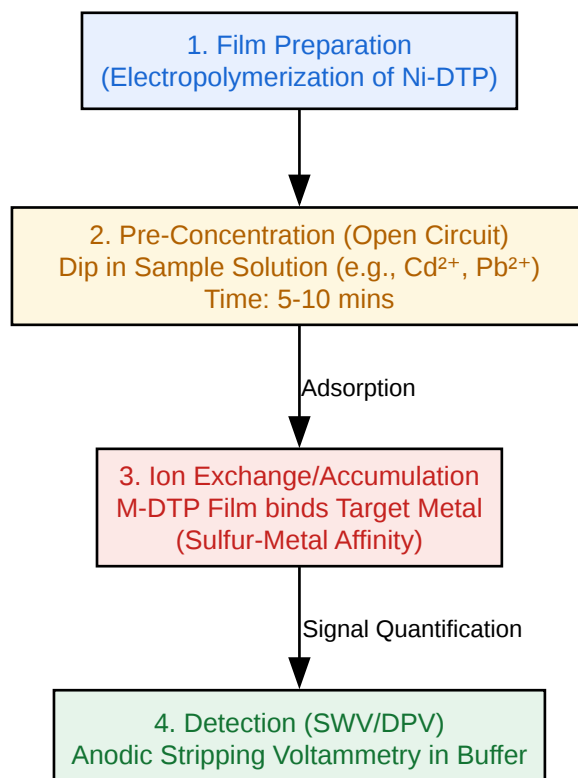 1. Film Preparation
(Electropolymerization of Ni-DTP)
2. Pre-Concentration (Open Circuit)
Dip in Sample Solution (e.g., Cd²⁺, Pb²⁺)
Time: 5-10 mins
Adsorption
3. Ion Exchange/Accumulation
M-DTP Film binds Target Metal
(Sulfur-Metal Affinity)
Signal Quantification
4. Detection (SWV/DPV)
Anodic Stripping Voltammetry in Buffer